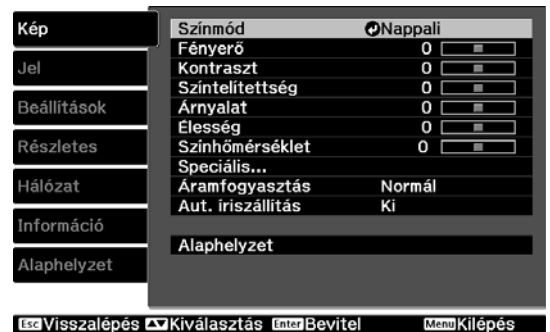 Kép
Jel
Beállítások
Részletes
Hálózat
Információ
Alaphelyzet
Színmód Nappali
Fényerő 0
Kontraszt 0
Színtelítettség 0
Árnyalat 0
Élesség 0
Színhőmérséklet 0
Speciális...
Áramfogyasztás Normál
Aut. íriszállítás Ki
Alaphelyzet
Esc Visszalépés Kiválasztás Enter Bevitel Menu Kilépés